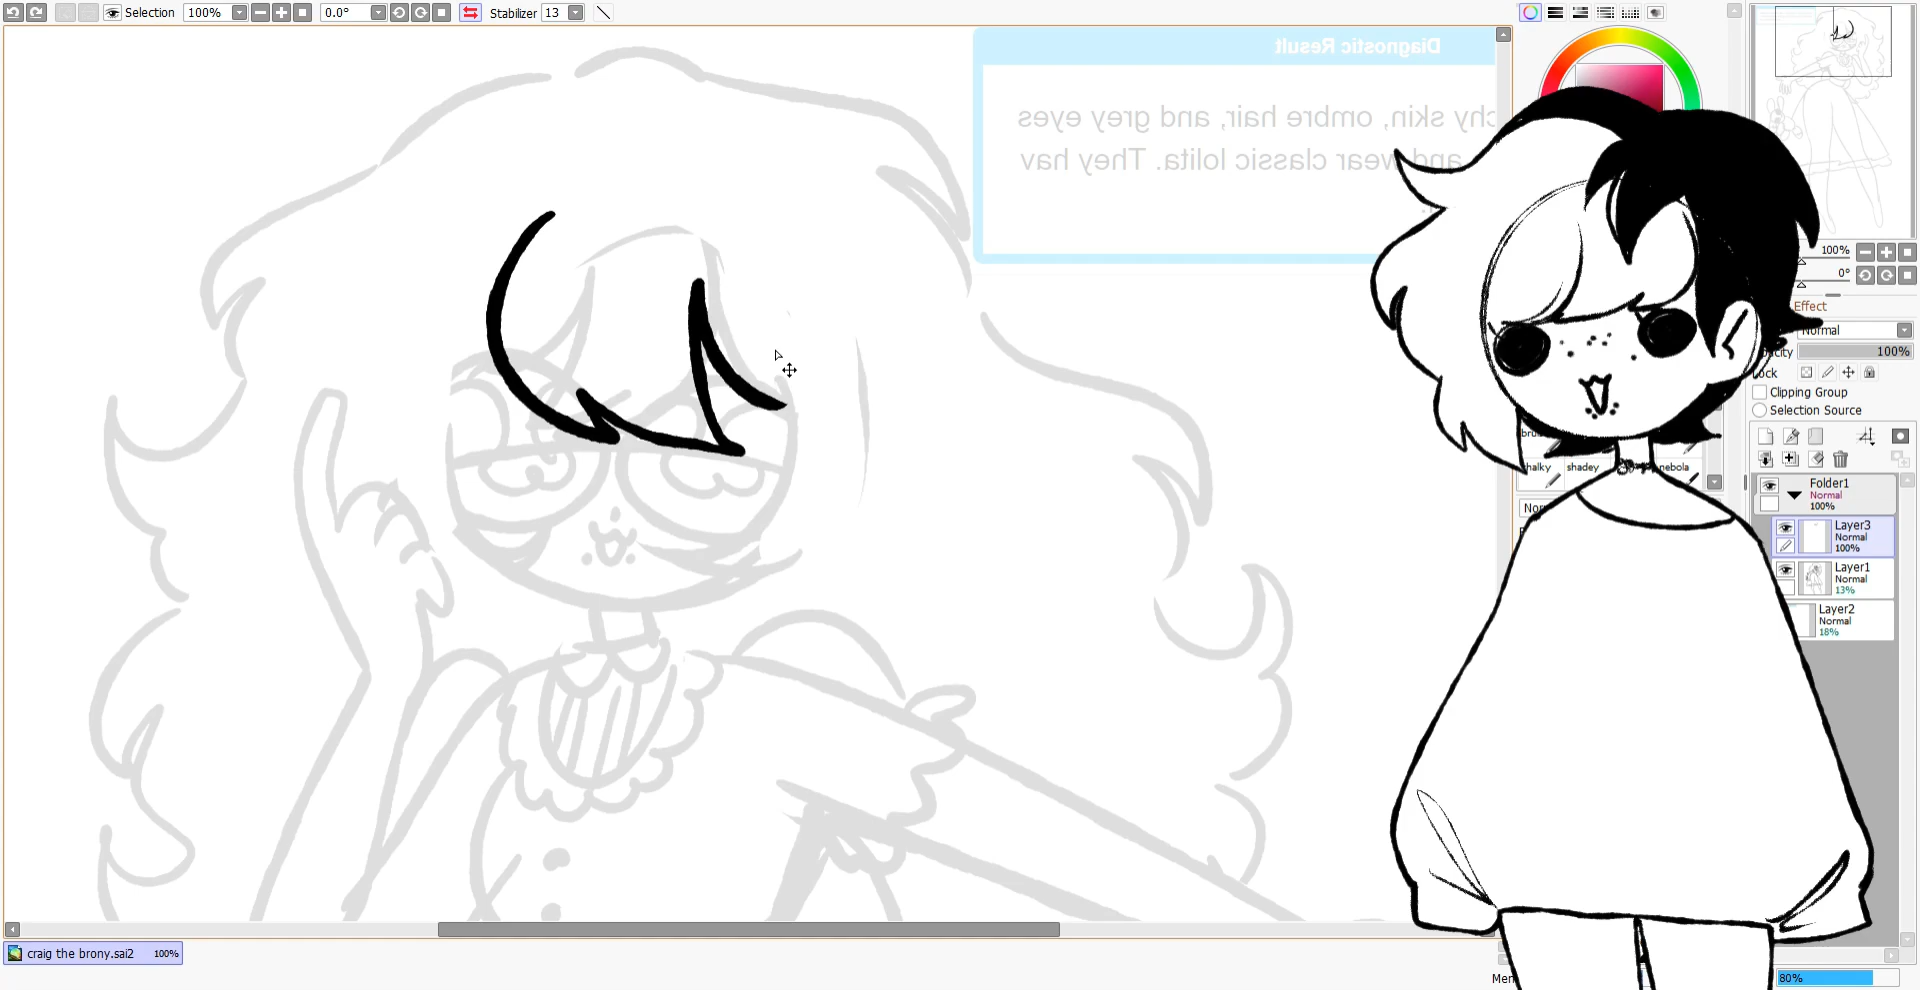 Selection 100% 0.0° Stabilizer 13
Diagnostic Result
chy skin, ombre hair, and grey eyes
and wear classic lolita. They hav
100%
0°
Effect
Normal
100%
Lock
Clipping Group
Selection Source
shadey nebola
Folder1
Normal
100%
Layer3
Normal
100%
Layer1
Normal
13%
Layer2
Normal
18%
craig the brony.sai2 100%
80%